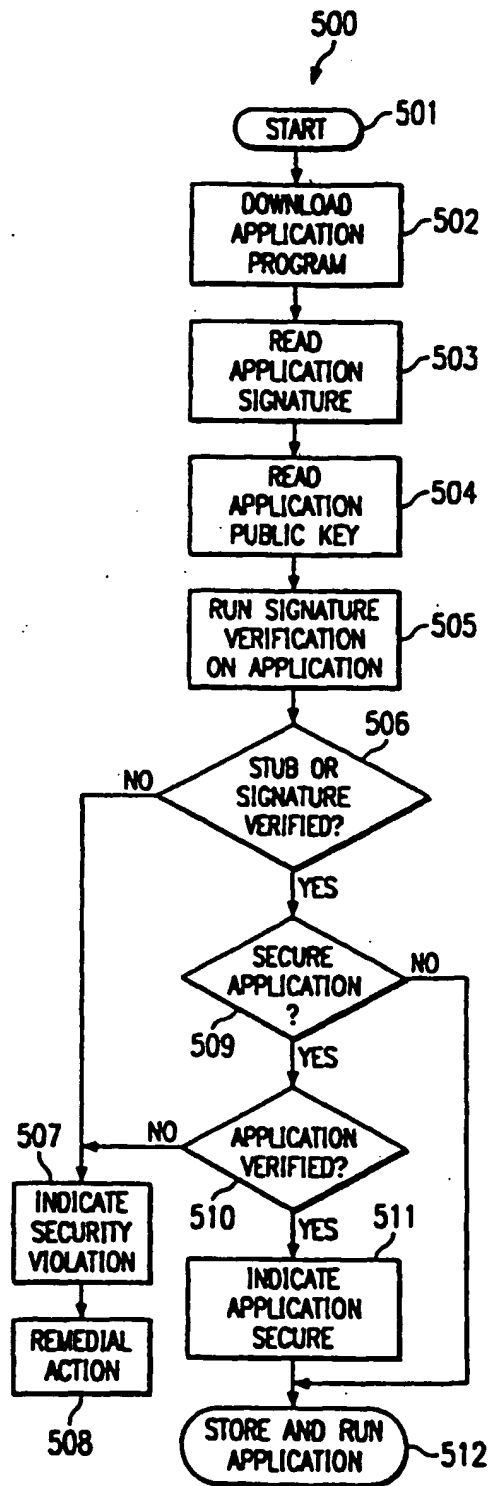 500
START
501
DOWNLOAD
APPLICATION
PROGRAM
502
READ
APPLICATION
SIGNATURE
503
READ
APPLICATION
PUBLIC KEY
504
RUN SIGNATURE
VERIFICATION
ON APPLICATION
505
506
STUB OR
SIGNATURE
VERIFIED?
NO
YES
SECURE
APPLICATION
?
509
NO
YES
APPLICATION
VERIFIED?
510
NO
YES
507
INDICATE
SECURITY
VIOLATION
511
INDICATE
APPLICATION
SECURE
REMEDIAL
ACTION
508
STORE AND RUN
APPLICATION
512